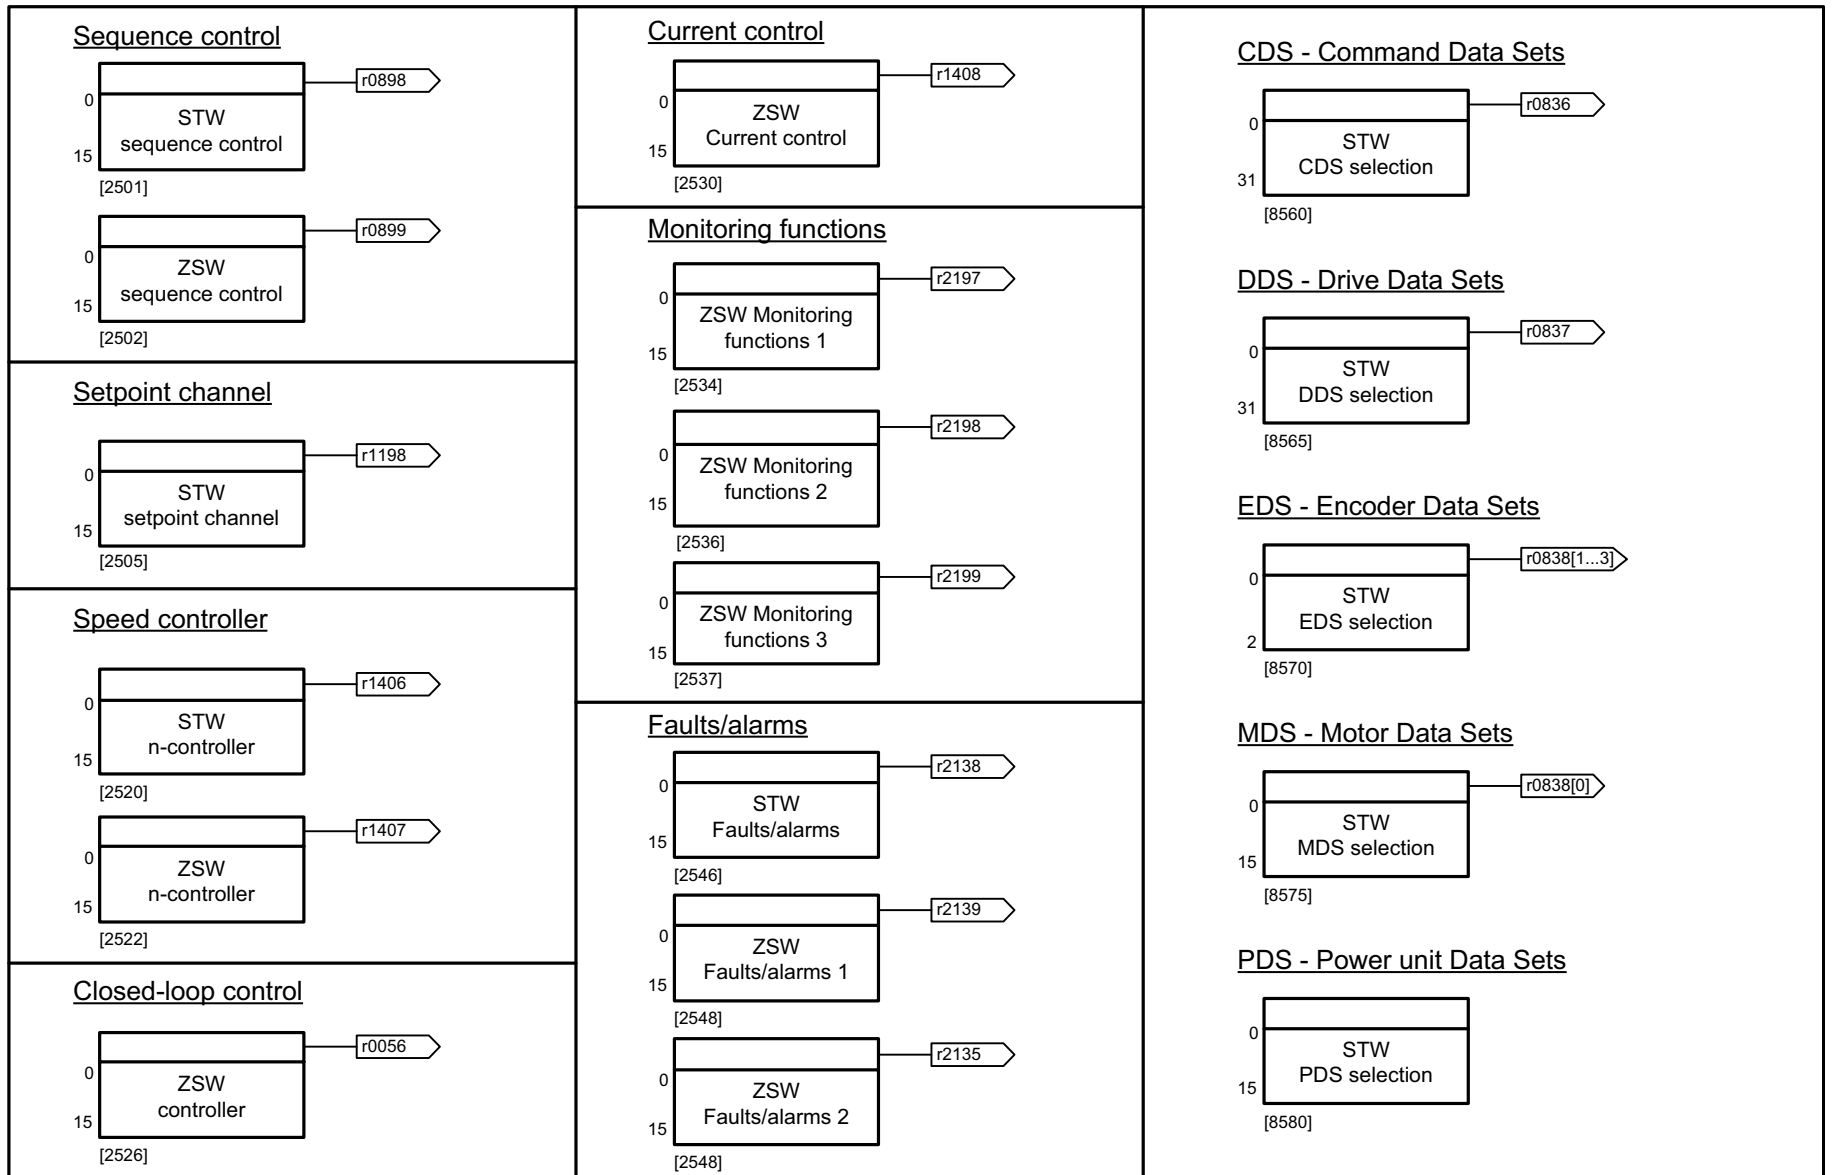 Sequence control
r0898
0
STW
sequence control
15
[2501]
r0899
0
ZSW
sequence control
15
[2502]
Setpoint channel
r1198
0
STW
setpoint channel
15
[2505]
Speed controller
r1406
0
STW
n-controller
15
[2520]
r1407
0
ZSW
n-controller
15
[2522]
Closed-loop control
r0056
0
ZSW
controller
15
[2526]
Current control
r1408
0
ZSW
Current control
15
[2530]
Monitoring functions
r2197
0
ZSW Monitoring
functions 1
15
[2534]
r2198
0
ZSW Monitoring
functions 2
15
[2536]
r2199
0
ZSW Monitoring
functions 3
15
[2537]
Faults/alarms
r2138
0
STW
Faults/alarms
15
[2546]
r2139
0
ZSW
Faults/alarms 1
15
[2548]
r2135
0
ZSW
Faults/alarms 2
15
[2548]
CDS - Command Data Sets
r0836
0
STW
CDS selection
31
[8560]
DDS - Drive Data Sets
r0837
0
STW
DDS selection
31
[8565]
EDS - Encoder Data Sets
r0838[1...3]
0
STW
EDS selection
2
[8570]
MDS - Motor Data Sets
r0838[0]
0
STW
MDS selection
15
[8575]
PDS - Power unit Data Sets
0
STW
PDS selection
15
[8580]